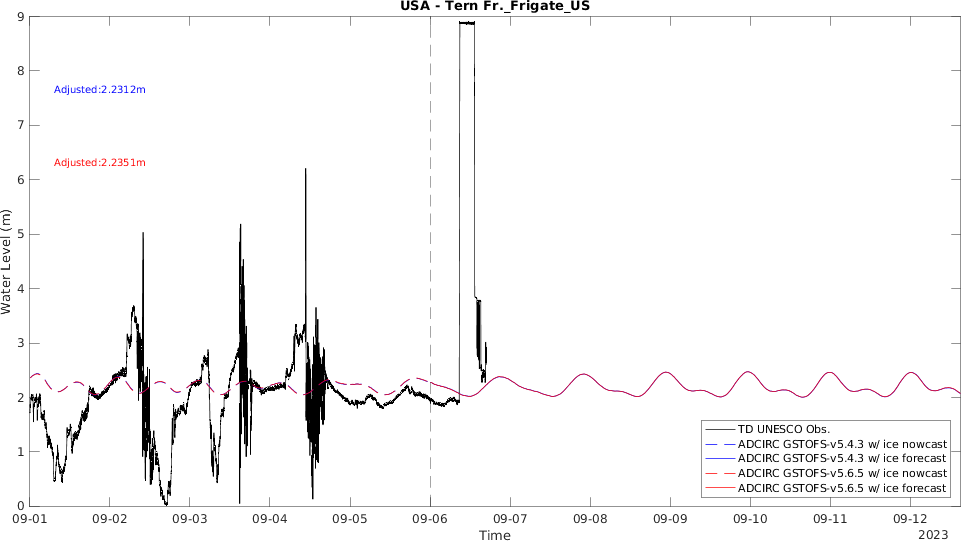 USA - Tern Fr._Frigate_US
9
8
7
6
5
4
3
2
1
0
Water Level (m)
Adjusted:2.2312m
Adjusted:2.2351m
TD UNESCO Obs.
ADCIRC GSTOFS-v5.4.3 w/ ice nowcast
ADCIRC GSTOFS-v5.4.3 w/ ice forecast
ADCIRC GSTOFS-v5.6.5 w/ ice nowcast
ADCIRC GSTOFS-v5.6.5 w/ ice forecast
09-01 09-02 09-03 09-04 09-05 09-06 09-07 09-08 09-09 09-10 09-11 09-12
Time
2023